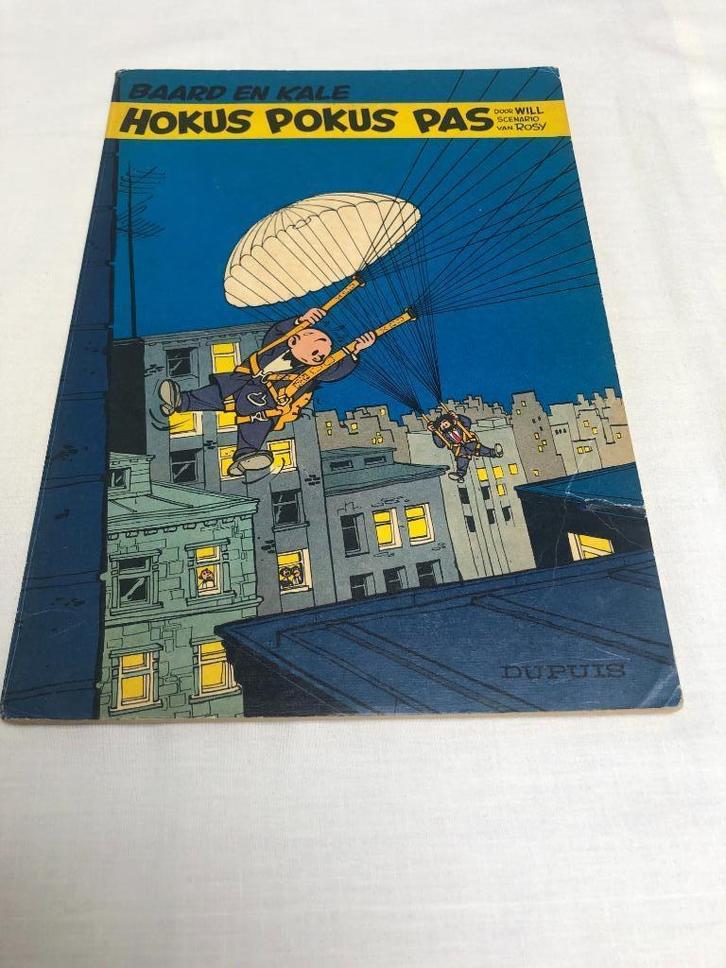 BAARD EN KALE
HOKUS POKUS PAS
DOOR WILL
SCENARIO
VAN ROSY
DUPUIS